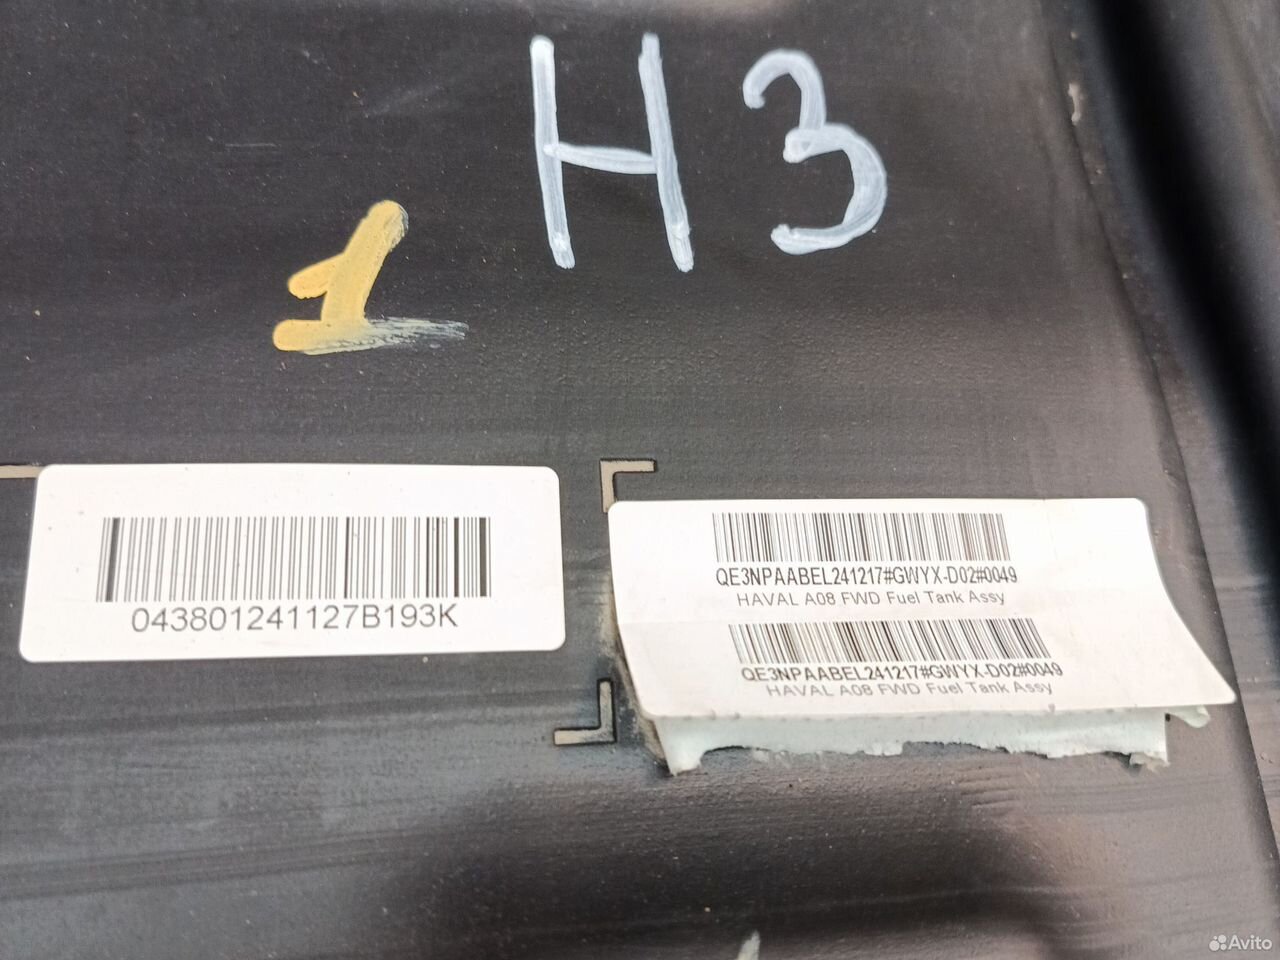 H3
1
043801241127B193K
QE3NPAABEL241217#GWYX-D02#0049
HAVAL A08 FWD Fuel Tank Assy
QE3NPAABEL241217#GWYX-D02#0049
HAVAL A08 FWD Fuel Tank Assy
Avito